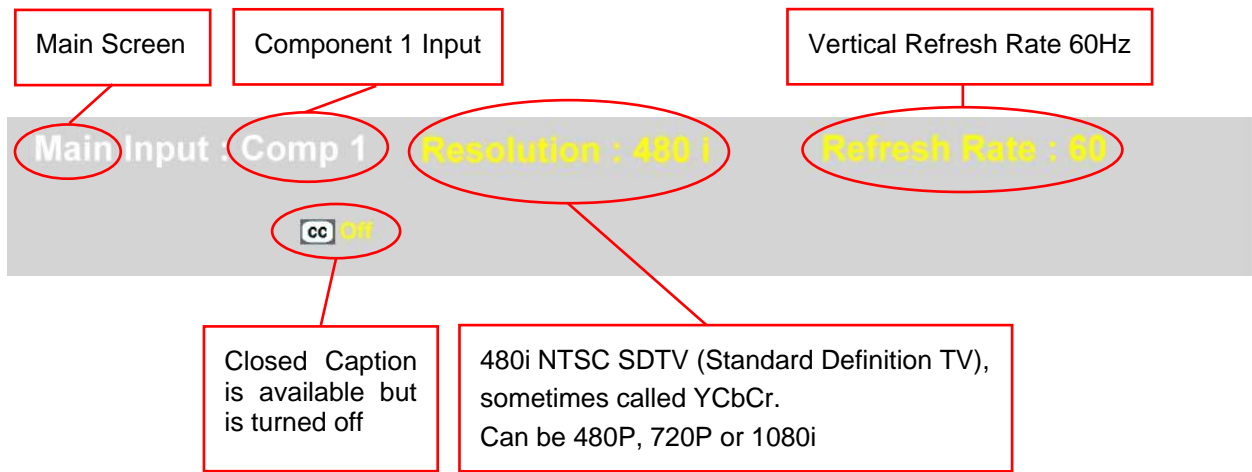 Main Screen
Component 1 Input
Vertical Refresh Rate 60Hz
Main Input : Comp 1 Resolution : 480 i Refresh Rate : 60
cc Off
Closed Caption
is available but
is turned off
480i NTSC SDTV (Standard Definition TV),
sometimes called YCbCr.
Can be 480P, 720P or 1080i